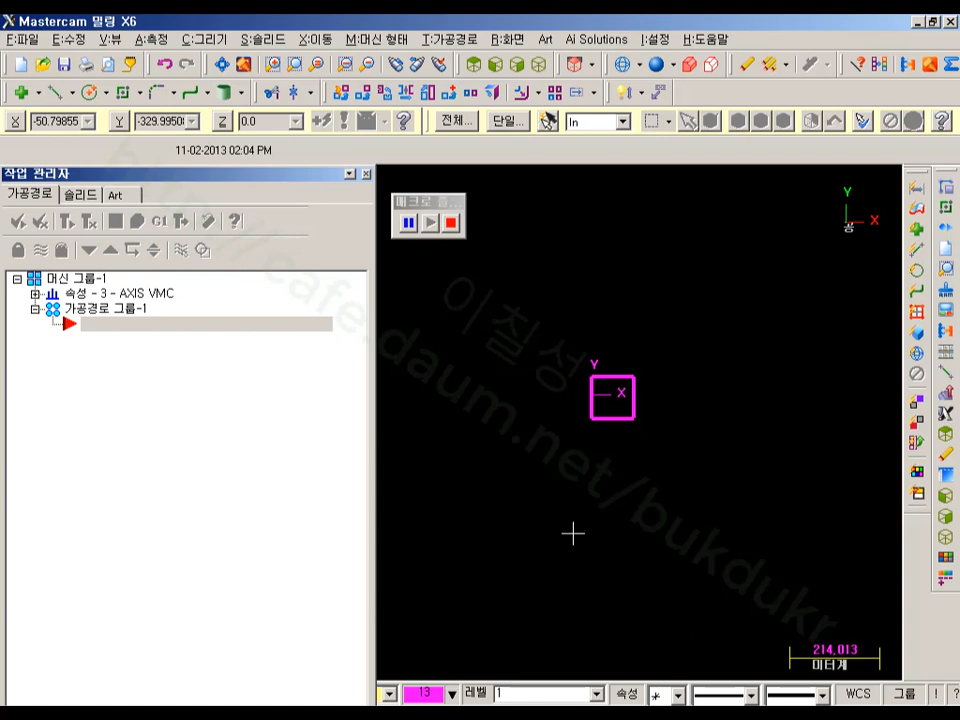 Mastercam 밀링 X6
F:파일 E:수정 V:뷰 A:측정 C:그리기 S:솔리드 X:이동 M:머신 형태 T:가공경로 R:화면 Art Ai Solutions I:설정 H:도움말
X -50.79855 Y -329.9950 Z 0.0 전체... 단일... In
11-02-2013 02:04 PM
작업 관리자
가공경로 솔리드 Art
G1
머신 그룹-1
속성 - 3 - AXIS VMC
가공경로 그룹-1
Y
X
Y
X
이칠성
http://cafe.daum.net/bukdukr
214.013
미터계
13 레벨 1 속성 WCS 그룹 ! ?